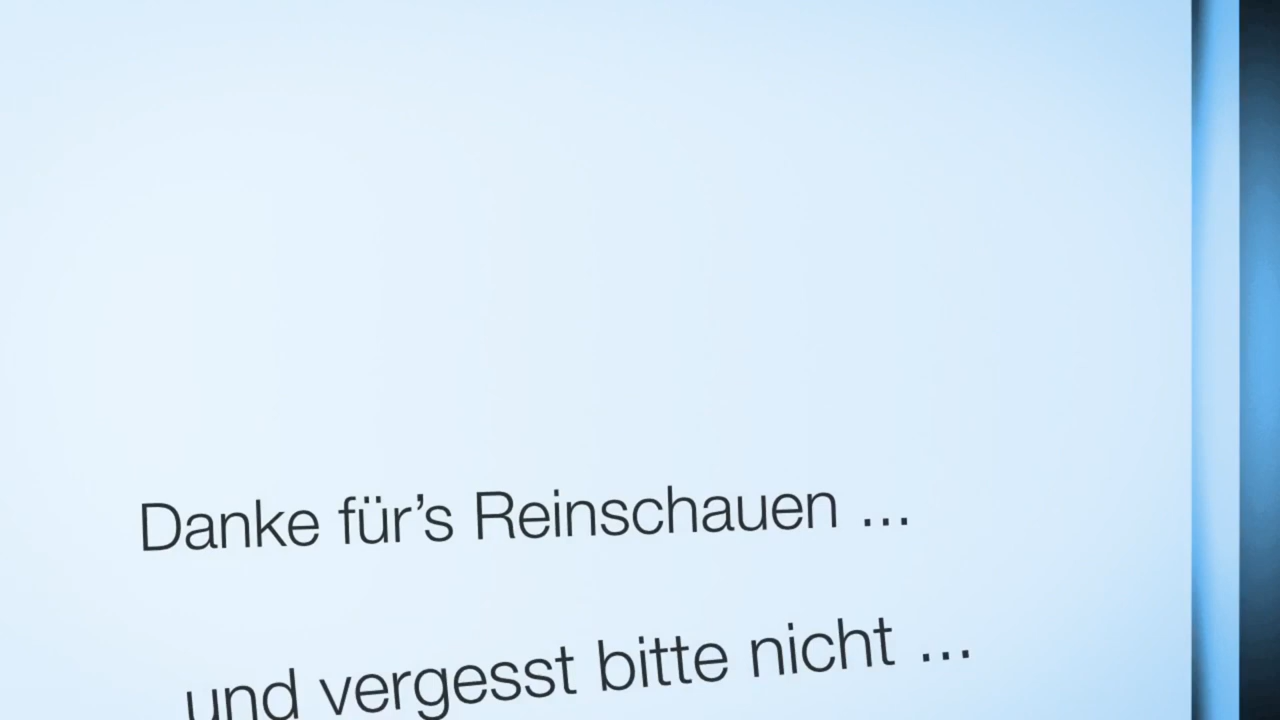 Danke für’s Reinschauen ...
und vergesst bitte nicht ...